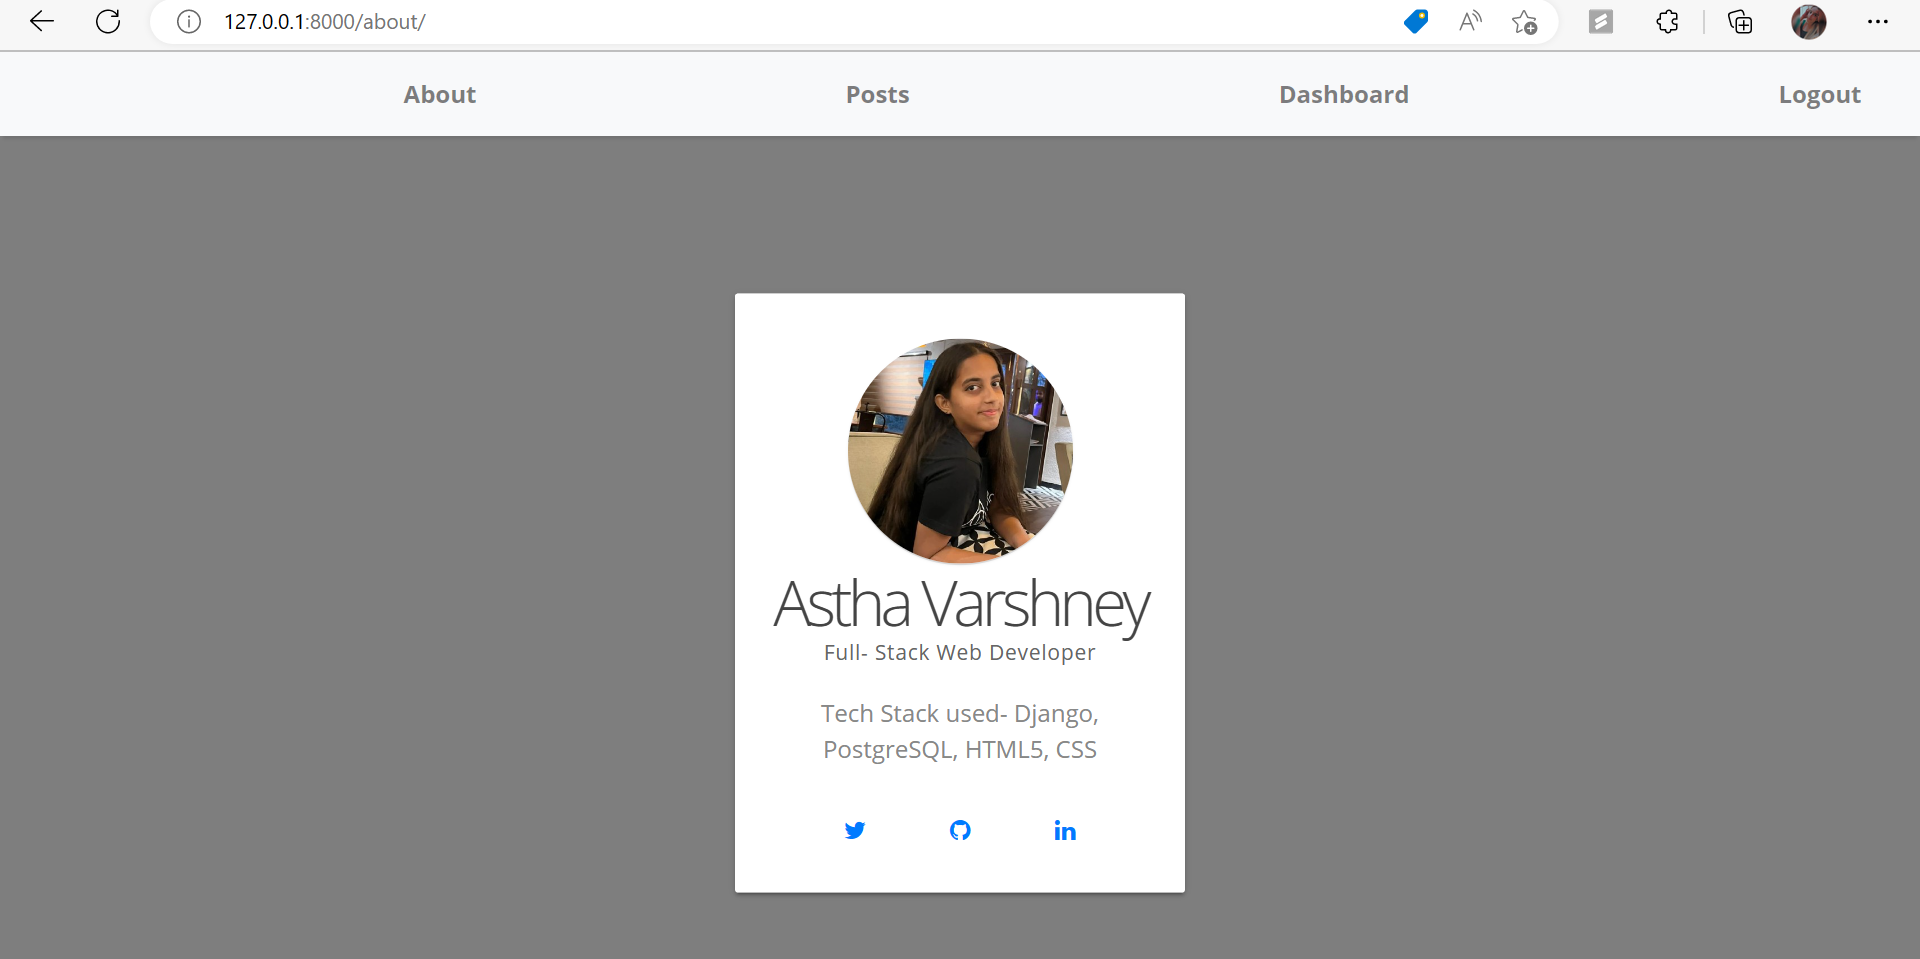 127.0.0.1:8000/about/
About
Posts
Dashboard
Logout
Astha Varshney
Full- Stack Web Developer
Tech Stack used- Django,
PostgreSQL, HTML5, CSS